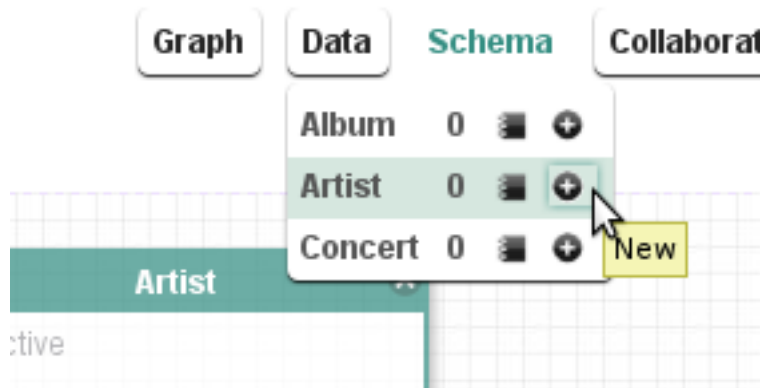 Graph Data Schema Collaborat
Album 0
Artist 0
Concert 0
New
Artist
ctive